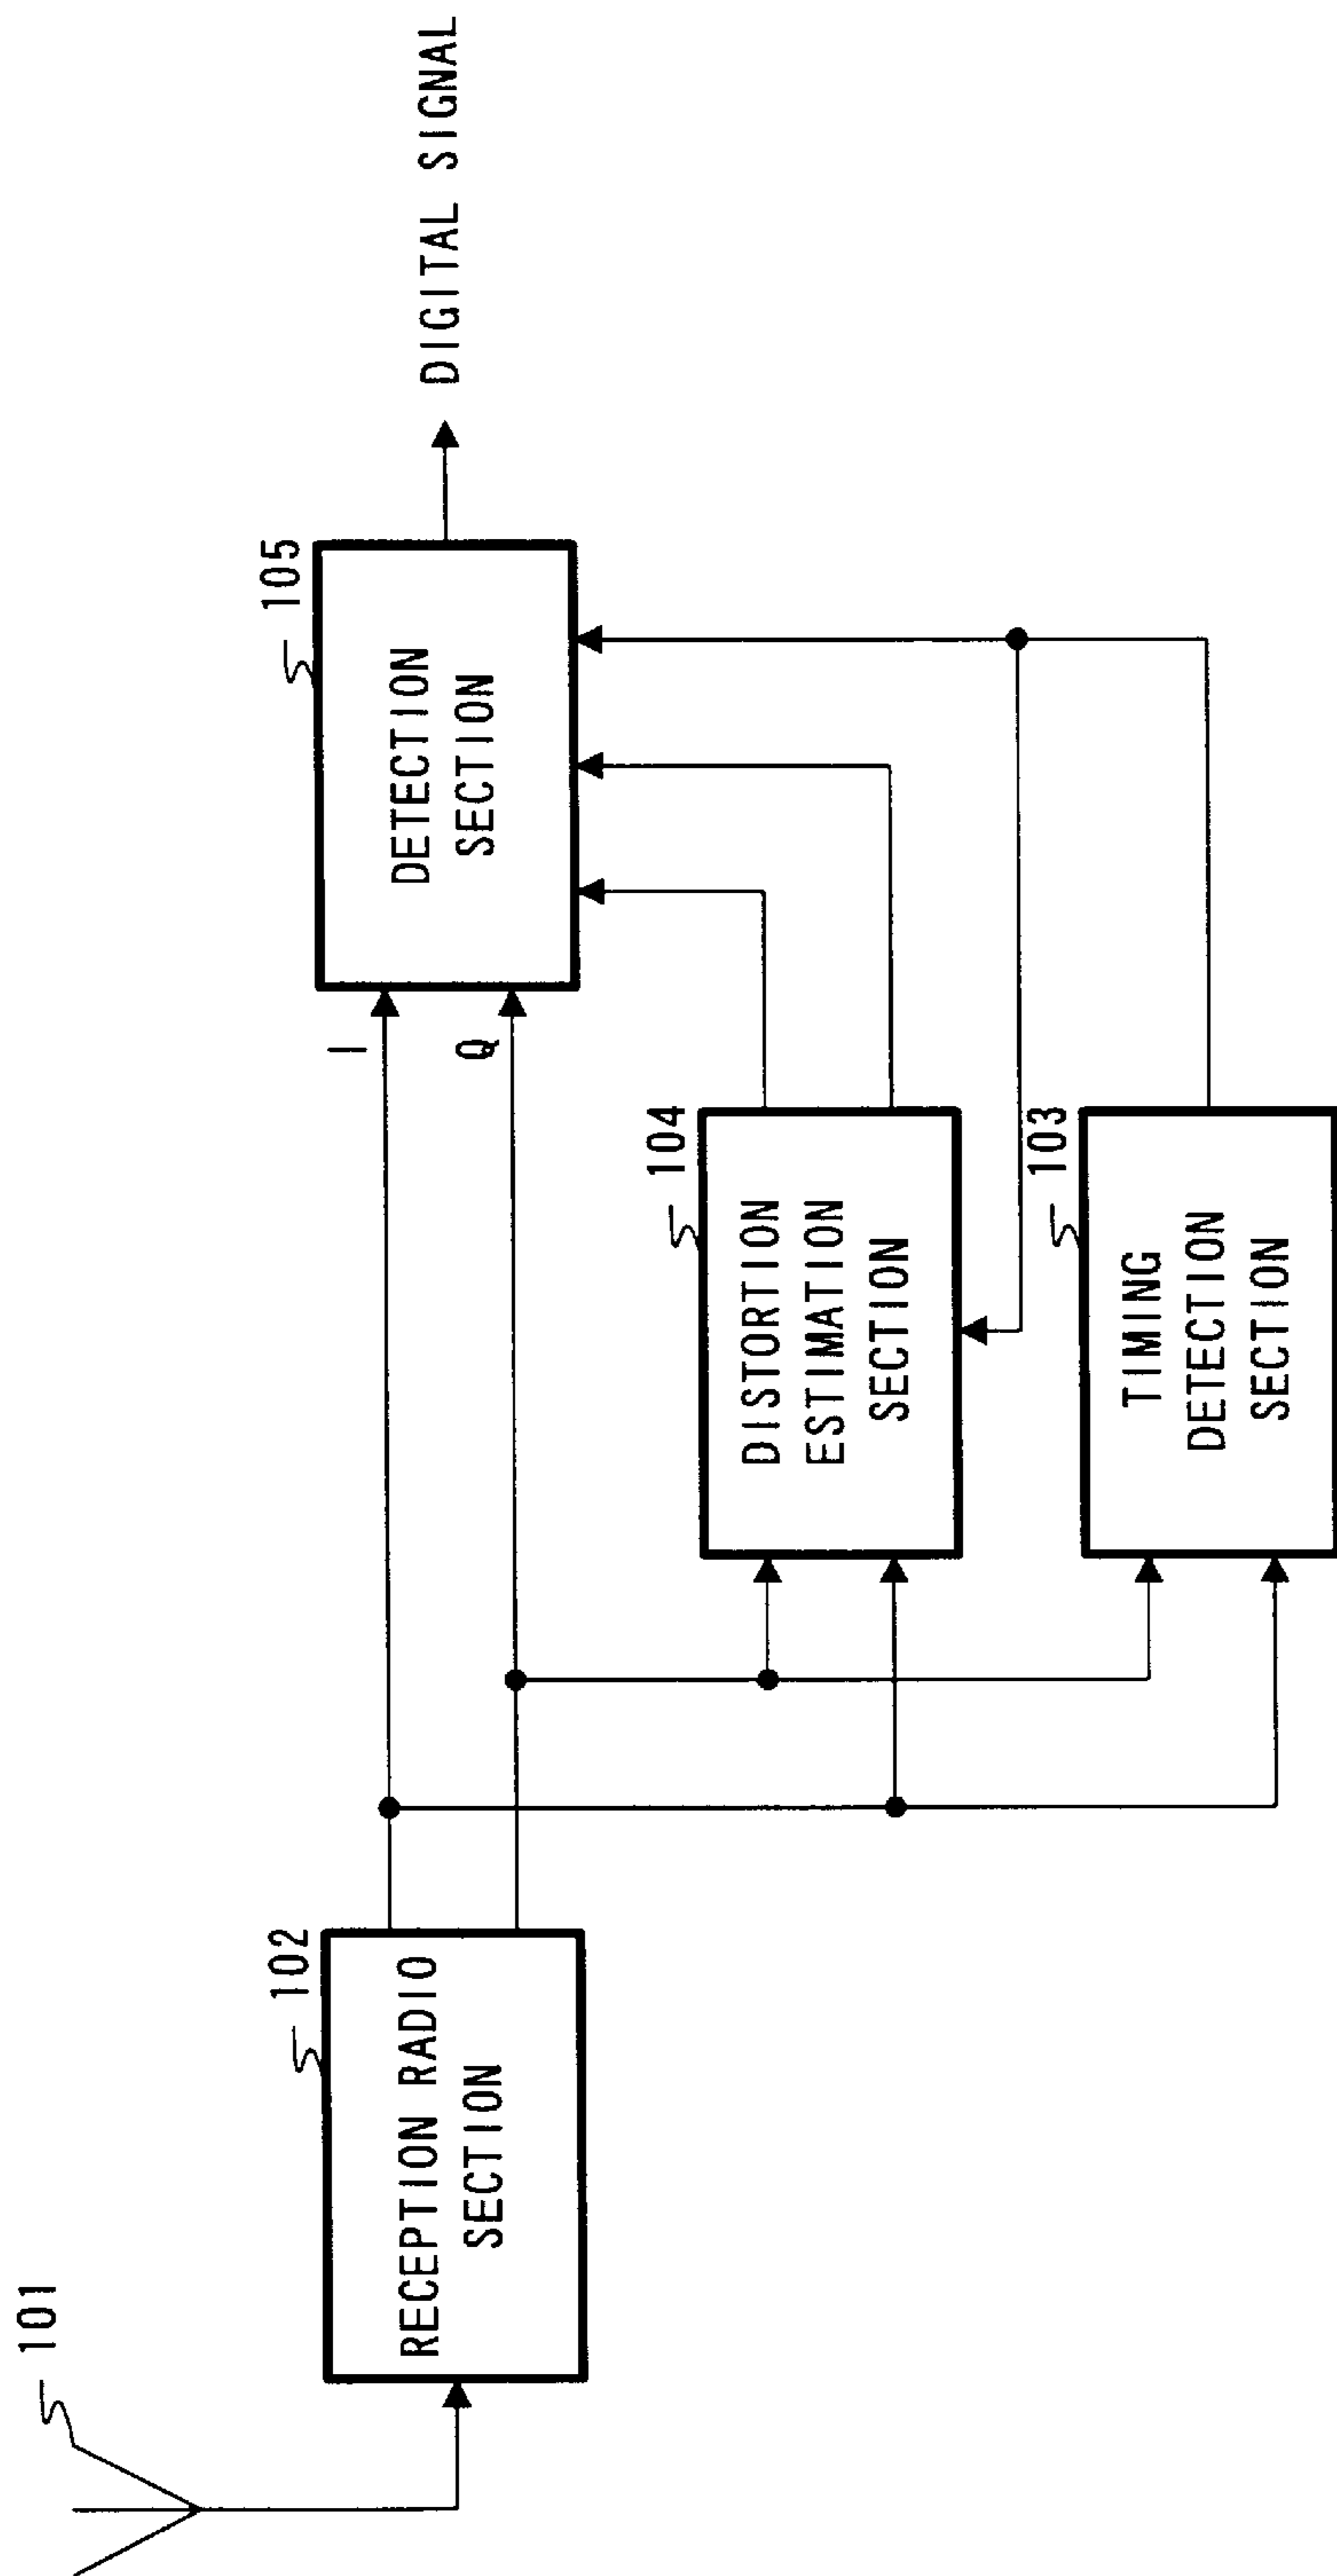 101
102
RECEPTION RADIO
SECTION
I
Q
105
DETECTION
SECTION
DIGITAL SIGNAL
104
DISTORTION
ESTIMATION
SECTION
103
TIMING
DETECTION
SECTION